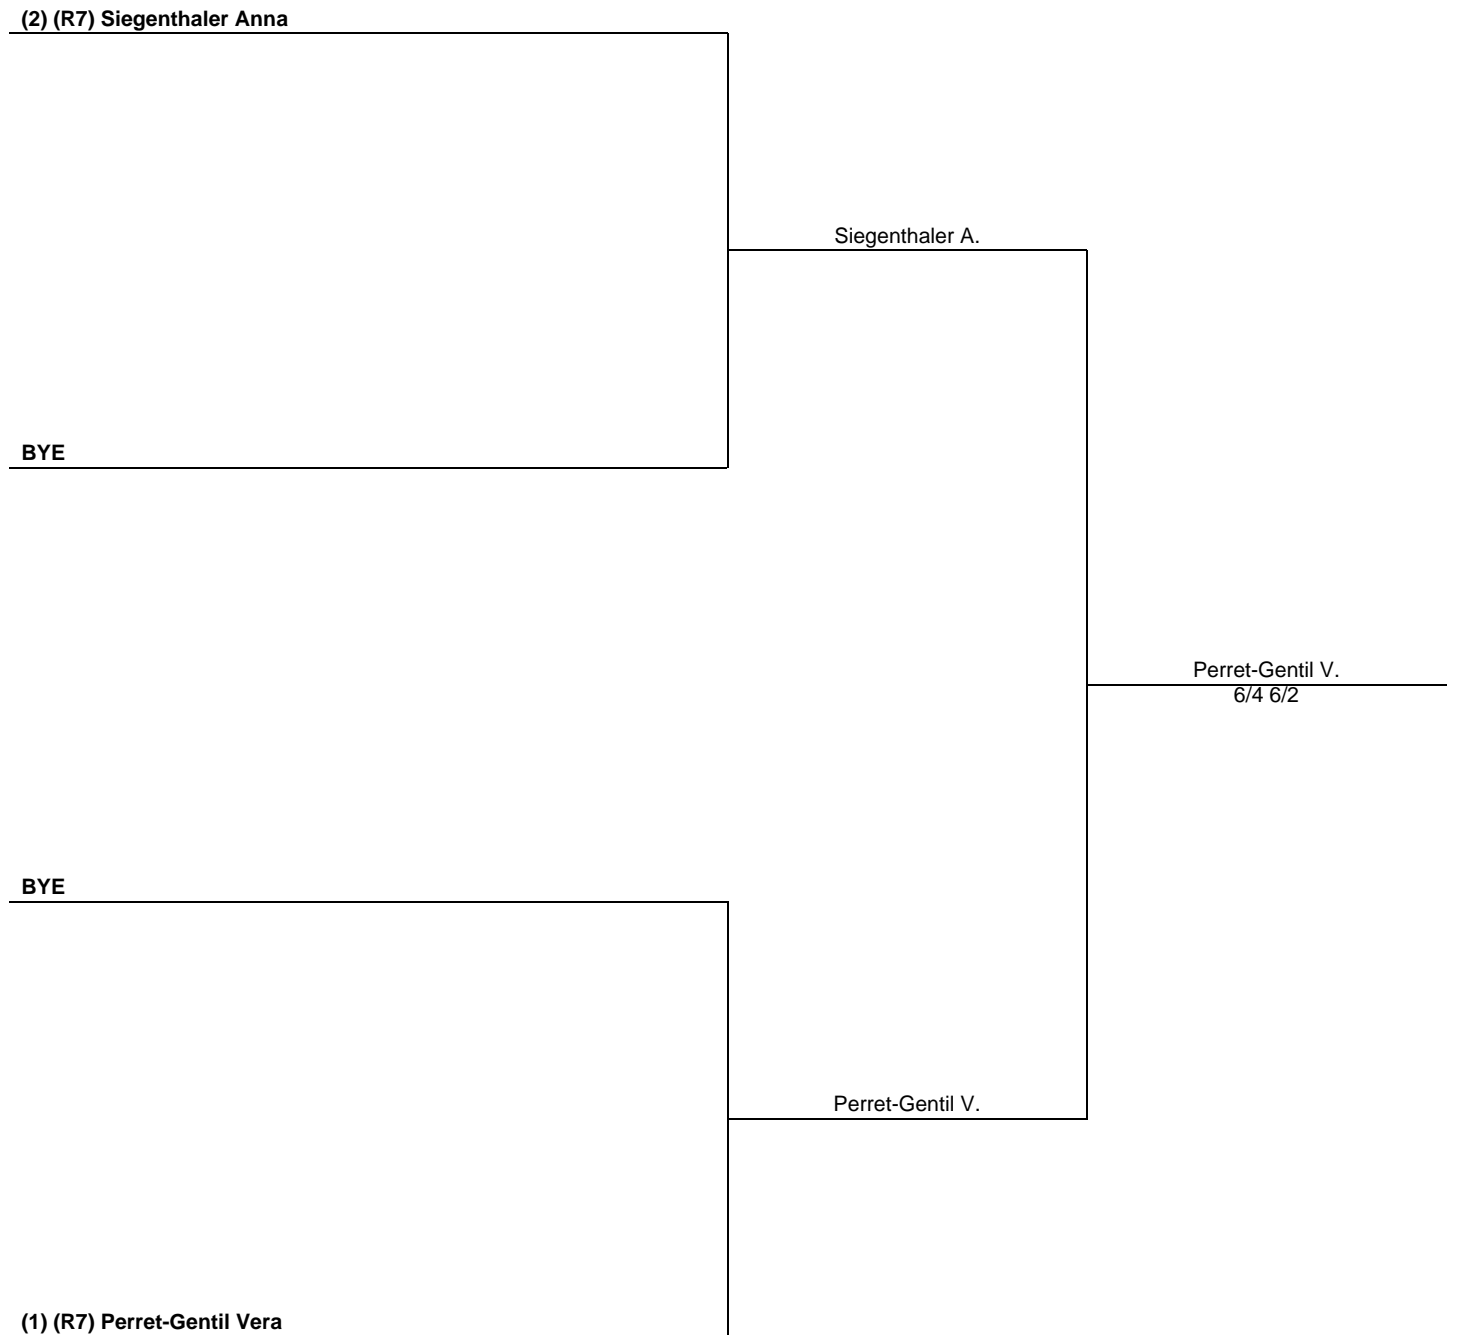 (2) (R7) Siegenthaler Anna
Siegenthaler A.
BYE
Perret-Gentil V.
6/4 6/2
BYE
Perret-Gentil V.
(1) (R7) Perret-Gentil Vera